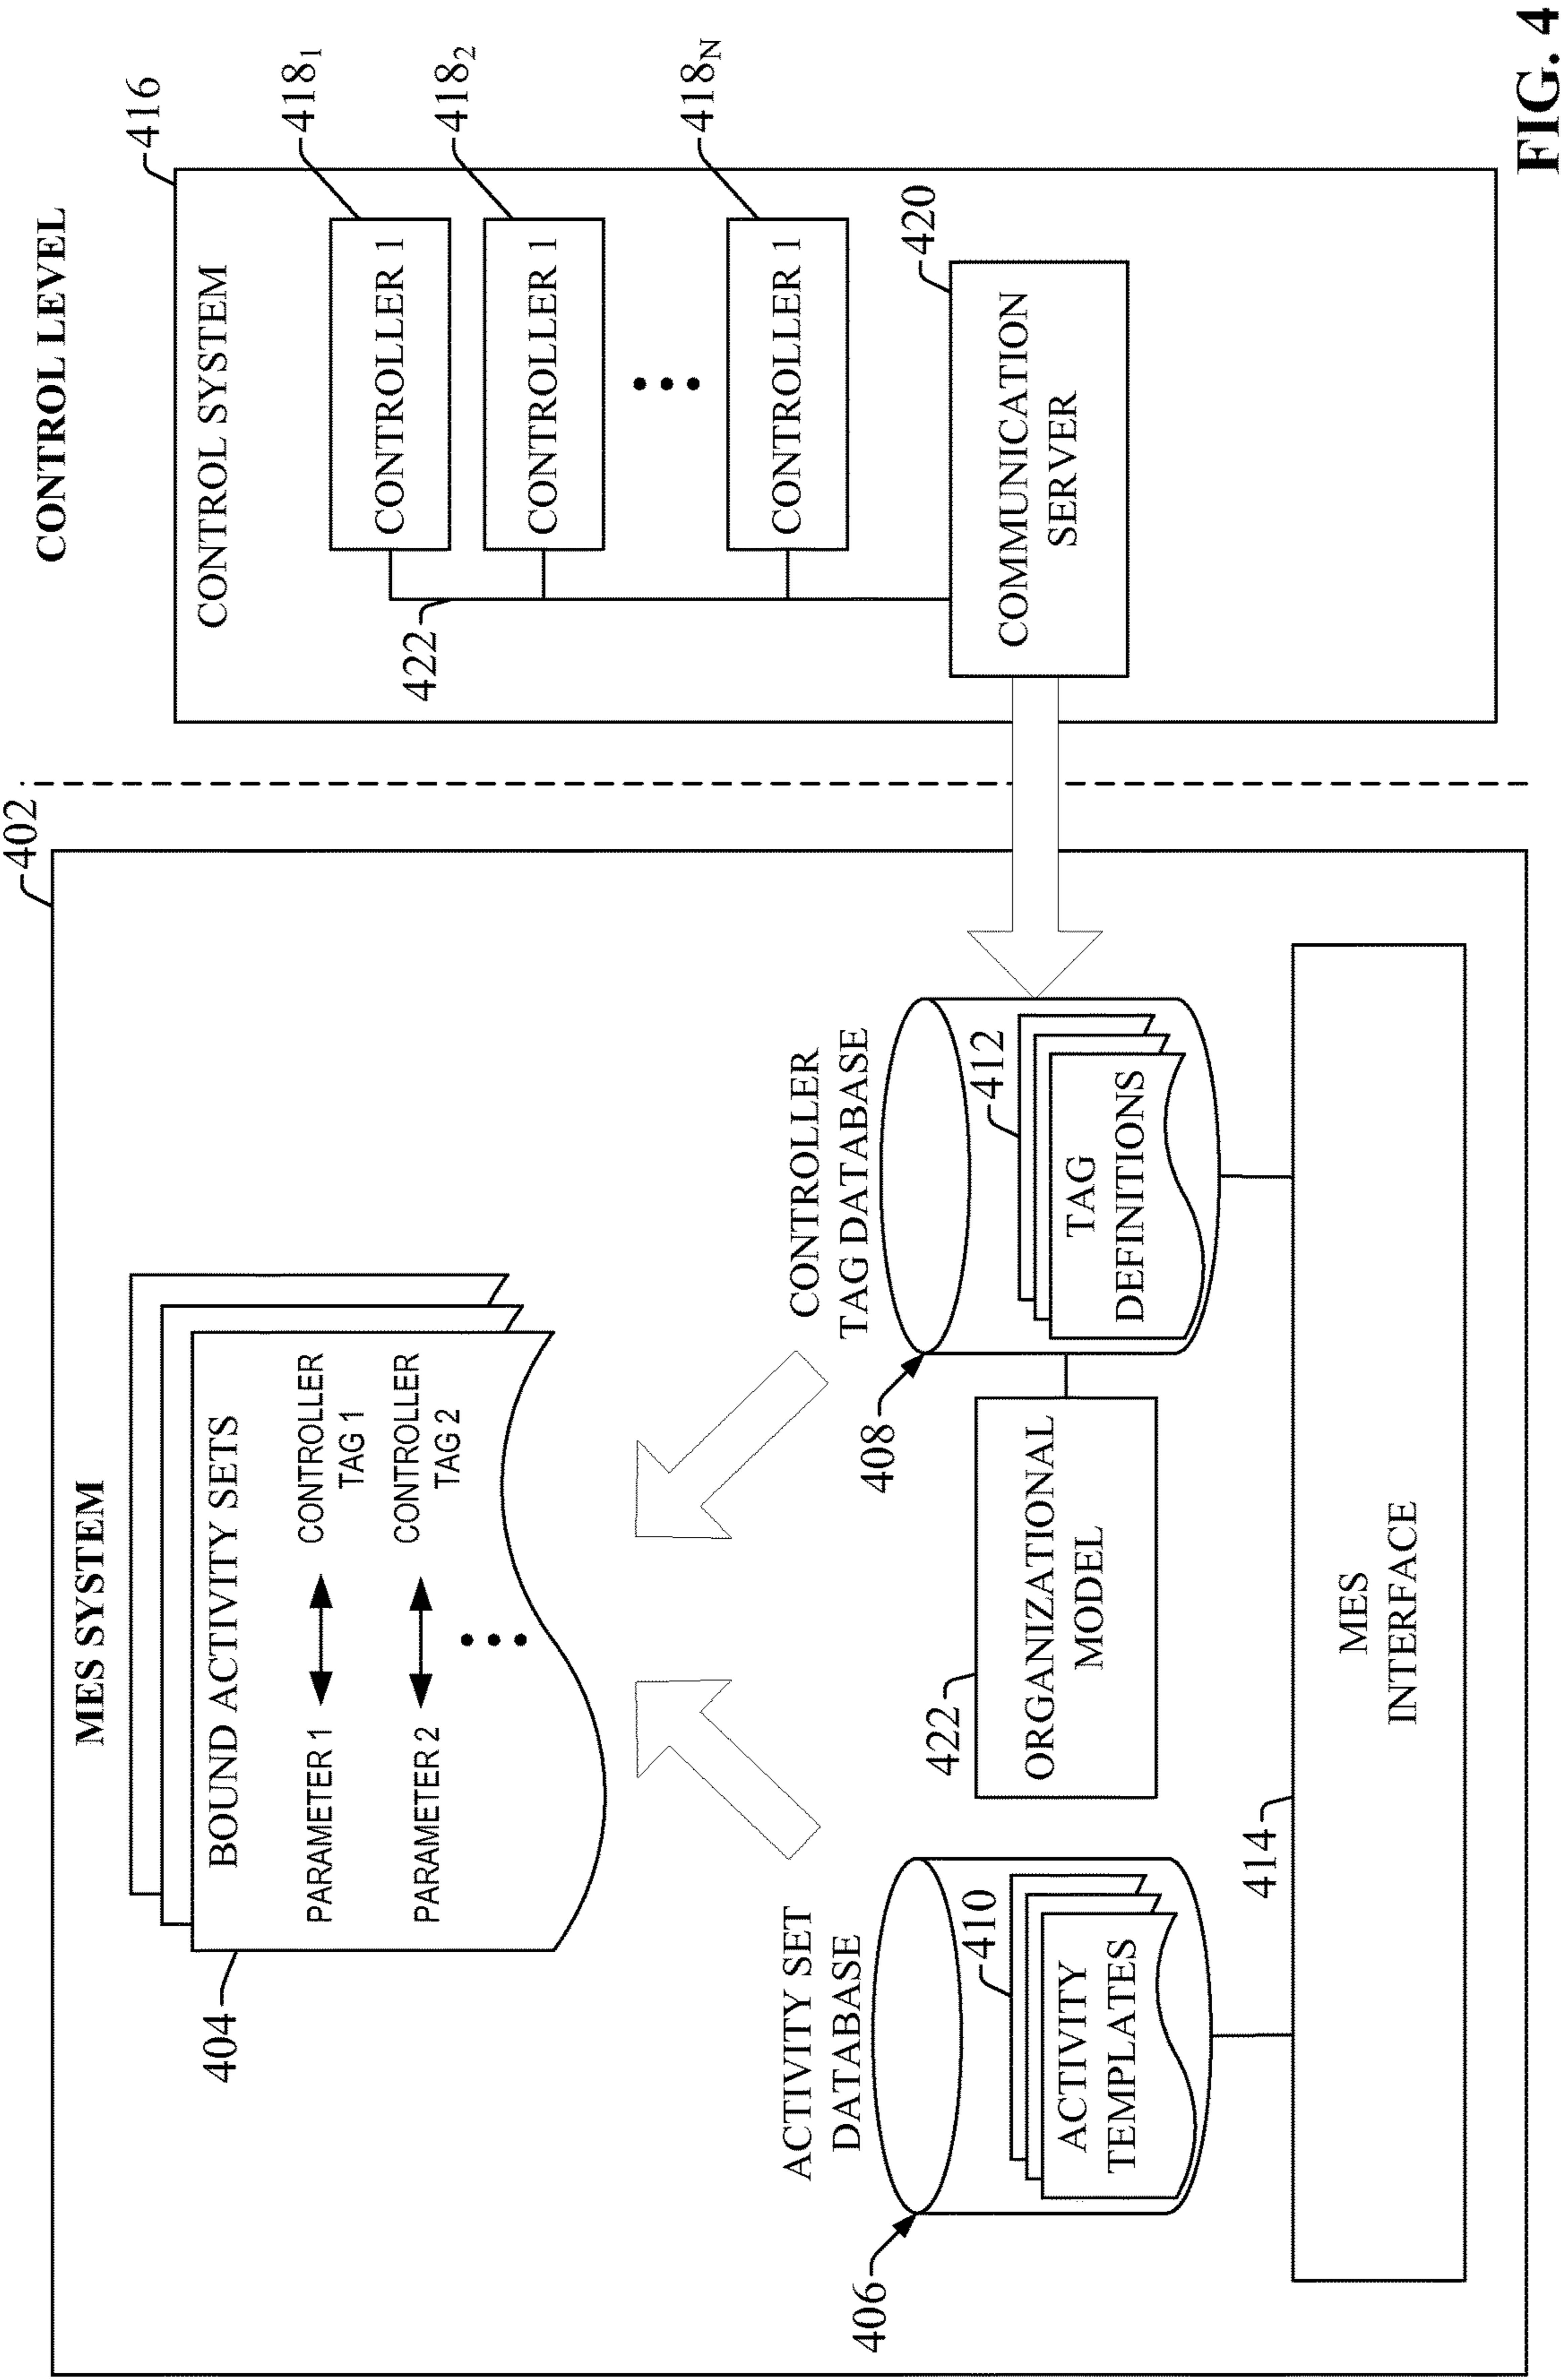 MES SYSTEM
402
BOUND ACTIVITY SETS
PARAMETER 1
CONTROLLER
TAG 1
PARAMETER 2
CONTROLLER
TAG 2
404
ACTIVITY SET
DATABASE
406
410
ACTIVITY
TEMPLATES
422
ORGANIZATIONAL
MODEL
CONTROLLER
TAG DATABASE
408
412
TAG
DEFINITIONS
414
MES
INTERFACE
CONTROL LEVEL
416
CONTROL SYSTEM
CONTROLLER 1
418₁
CONTROLLER 1
418₂
CONTROLLER 1
418N
422
COMMUNICATION
SERVER
420
FIG. 4